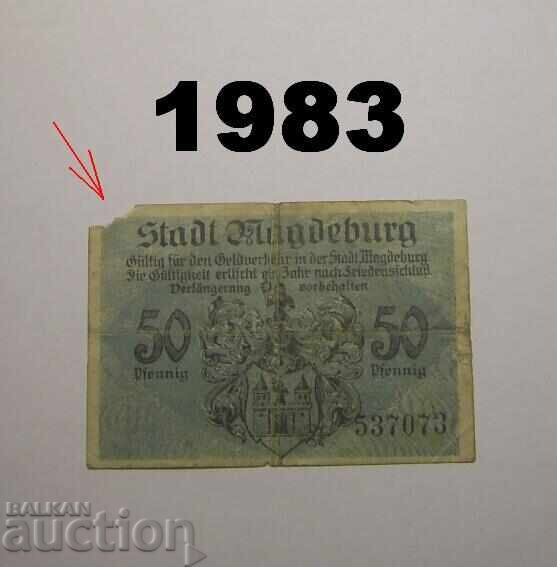 1983
Stadt Magdeburg
Gültig für den Geldverkehr in der Stadt Magdeburg
Die Gültigkeit erlischt ein Jahr nach Friedensschluß
Verlängerung vorbehalten
50 50
Pfennig Pfennig
537073
BALKAN
auction